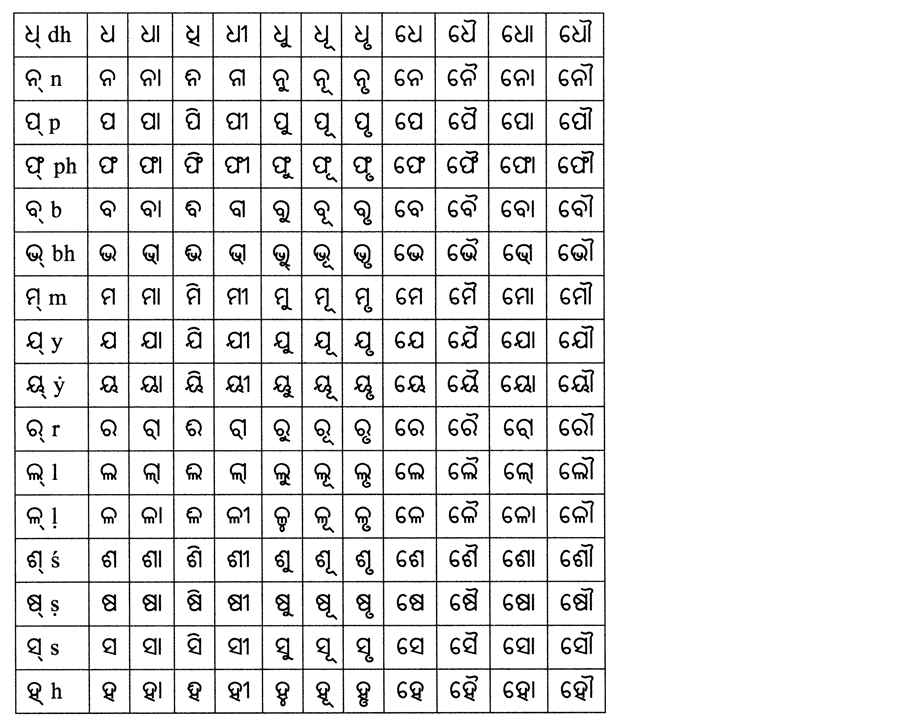 ଧ୍ dh ଧ ଧା ଧି ଧୀ ଧୁ ଧୂ ଧୃ ଧେ ଧୈ ଧୋ ଧୌ
ନ୍ n ନ ନା ନି ନୀ ନୁ ନୂ ନୃ ନେ ନୈ ନୋ ନୌ
ପ୍ p ପ ପା ପି ପୀ ପୁ ପୂ ପୃ ପେ ପୈ ପୋ ପୌ
ଫ୍ ph ଫ ଫା ଫି ଫୀ ଫୁ ଫୂ ଫୃ ଫେ ଫୈ ଫୋ ଫୌ
ବ୍ b ବ ବା ବି ବୀ ବୁ ବୂ ବୃ ବେ ବୈ ବୋ ବୌ
ଭ୍ bh ଭ ଭା ଭି ଭୀ ଭୁ ଭୂ ଭୃ ଭେ ଭୈ ଭୋ ଭୌ
ମ୍ m ମ ମା ମି ମୀ ମୁ ମୂ ମୃ ମେ ମୈ ମୋ ମୌ
ଯ୍ y ଯ ଯା ଯି ଯୀ ଯୁ ଯୂ ଯୃ ଯେ ଯୈ ଯୋ ଯୌ
ୟ୍ ẏ ୟ ୟା ୟି ୟୀ ୟୁ ୟୂ ୟୃ ୟେ ୟୈ ୟୋ ୟୌ
ର୍ r ର ରା ରି ରୀ ରୁ ରୂ ରୃ ରେ ରୈ ରୋ ରୌ
ଲ୍ l ଲ ଲା ଲି ଲୀ ଲୁ ଲୂ ଲୃ ଲେ ଲୈ ଲୋ ଲୌ
ଳ୍ ḷ ଳ ଳା ଳି ଳୀ ଳୁ ଳୂ ଳୃ ଳେ ଳୈ ଳୋ ଳୌ
ଶ୍ ś ଶ ଶା ଶି ଶୀ ଶୁ ଶୂ ଶୃ ଶେ ଶୈ ଶୋ ଶୌ
ଷ୍ ṣ ଷ ଷା ଷି ଷୀ ଷୁ ଷୂ ଷୃ ଷେ ଷୈ ଷୋ ଷୌ
ସ୍ s ସ ସା ସି ସୀ ସୁ ସୂ ସୃ ସେ ସୈ ସୋ ସୌ
ହ୍ h ହ ହା ହି ହୀ ହୁ ହୂ ହୃ ହେ ହୈ ହୋ ହୌ